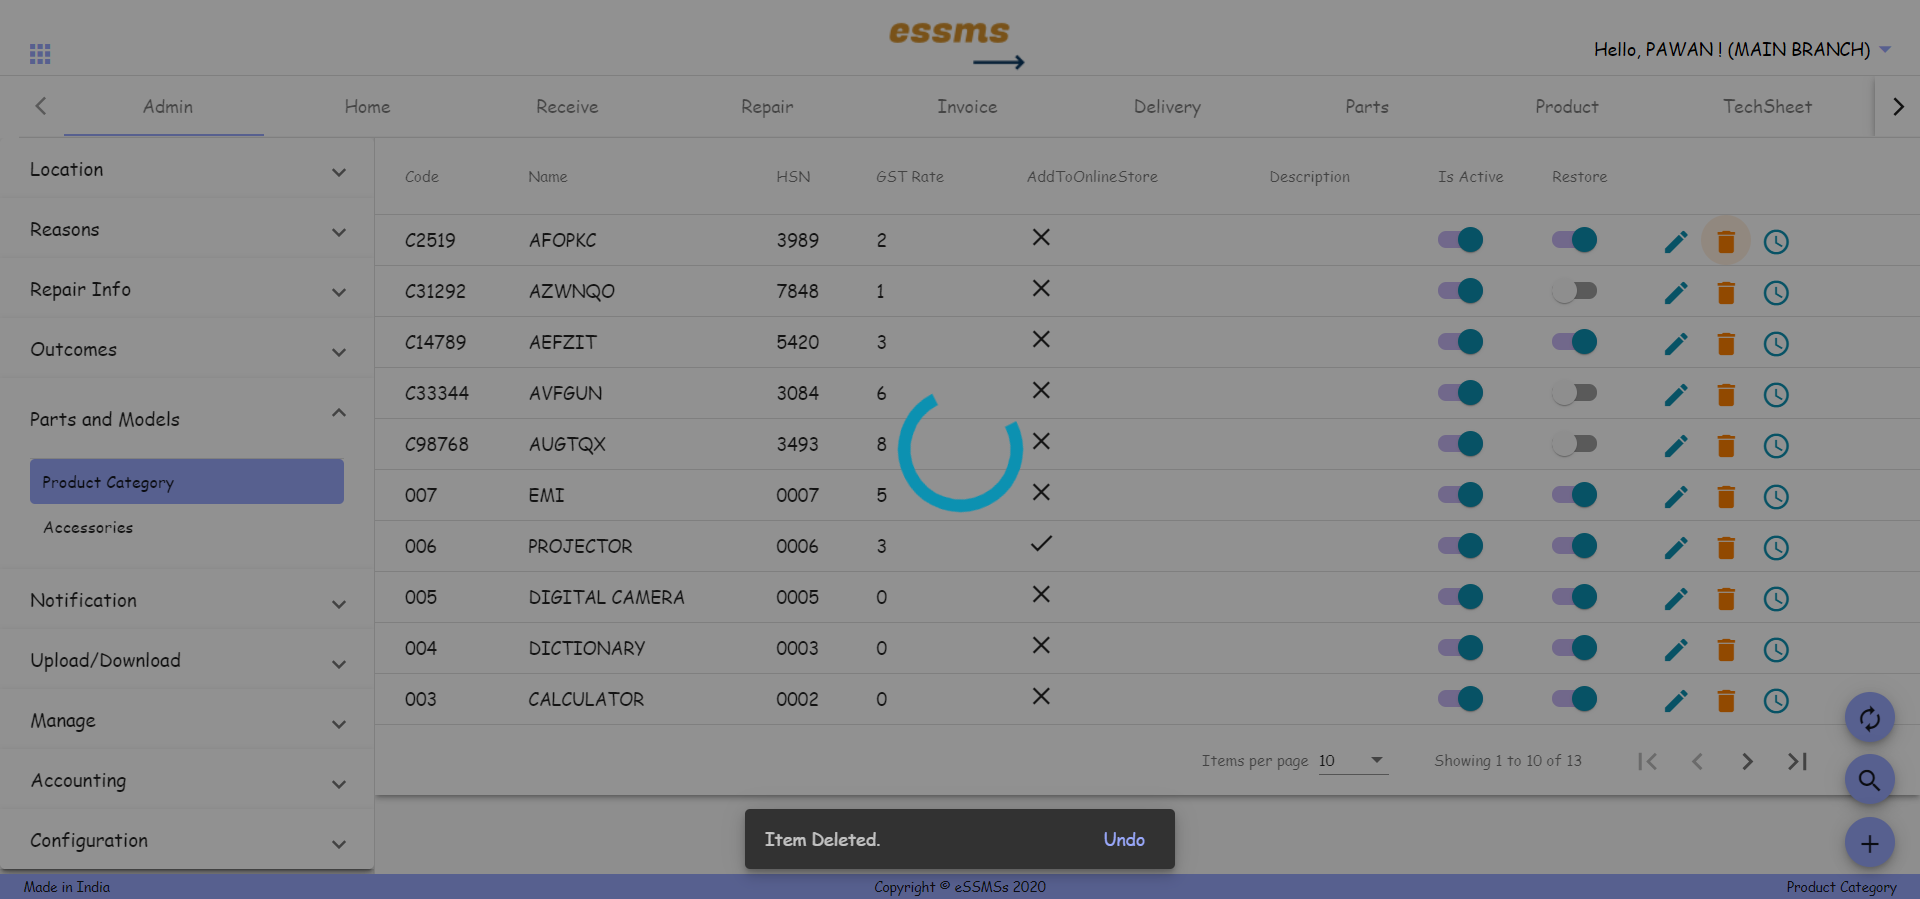 essms
Hello, PAWAN ! (MAIN BRANCH)
Admin Home Receive Repair Invoice Delivery Parts Product TechSheet
Location
Reasons
Repair Info
Outcomes
Parts and Models
Product Category
Accessories
Notification
Upload/Download
Manage
Accounting
Configuration
Code Name HSN GST Rate AddToOnlineStore Description Is Active Restore
C2519 AFOPKC 3989 2
C31292 AZWNQO 7848 1
C14789 AEFZIT 5420 3
C33344 AVFGUN 3084 6
C98768 AUGTQX 3493 8
007 EMI 0007 5
006 PROJECTOR 0006 3
005 DIGITAL CAMERA 0005 0
004 DICTIONARY 0003 0
003 CALCULATOR 0002 0
Items per page 10 Showing 1 to 10 of 13
Item Deleted. Undo
Made in India Copyright © eSSMSs 2020 Product Category